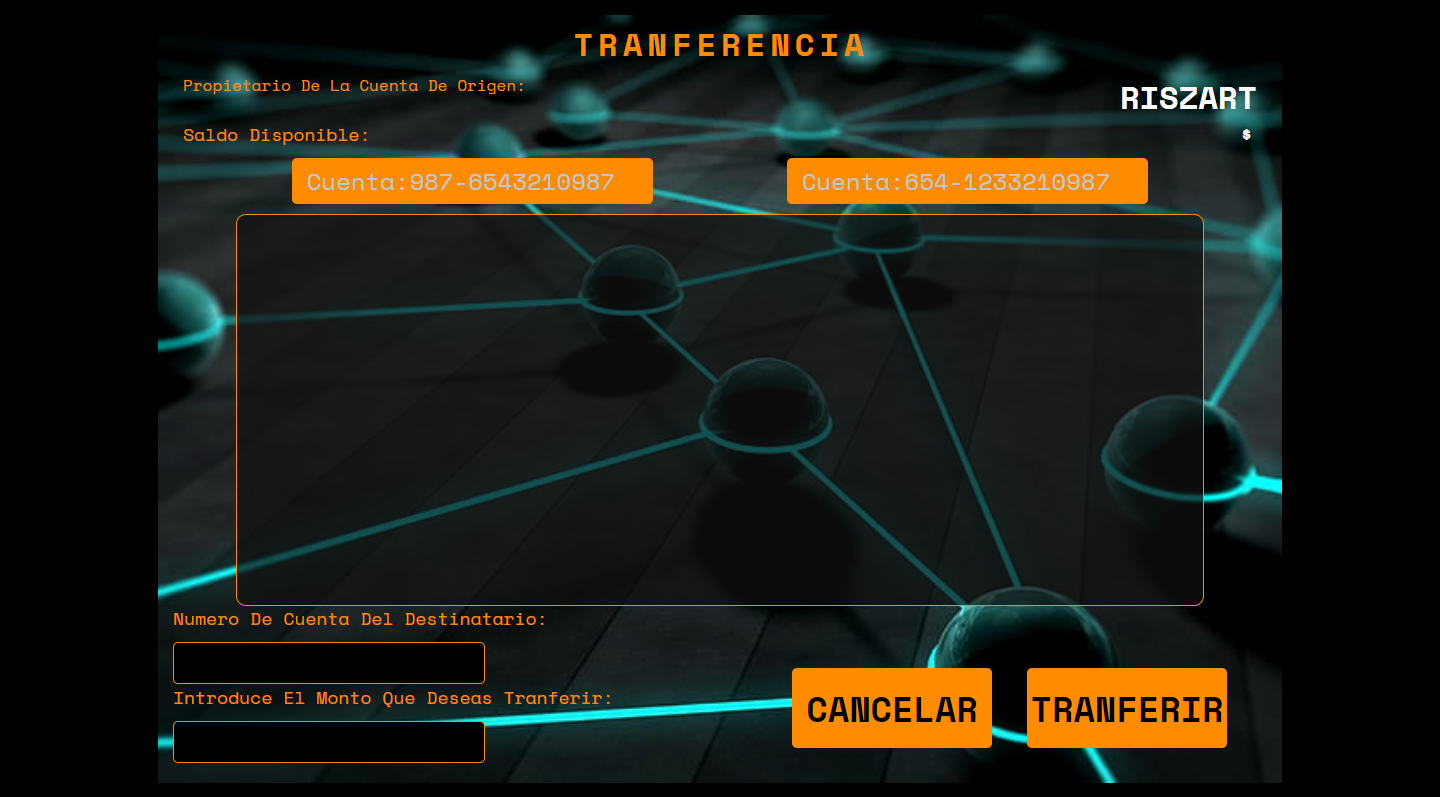 TRANFERENCIA
Propietario De La Cuenta De Origen:
RISZART
Saldo Disponible:
$
Cuenta:987-6543210987
Cuenta:654-1233210987
Numero De Cuenta Del Destinatario:
Introduce El Monto Que Deseas Tranferir:
CANCELAR
TRANFERIR